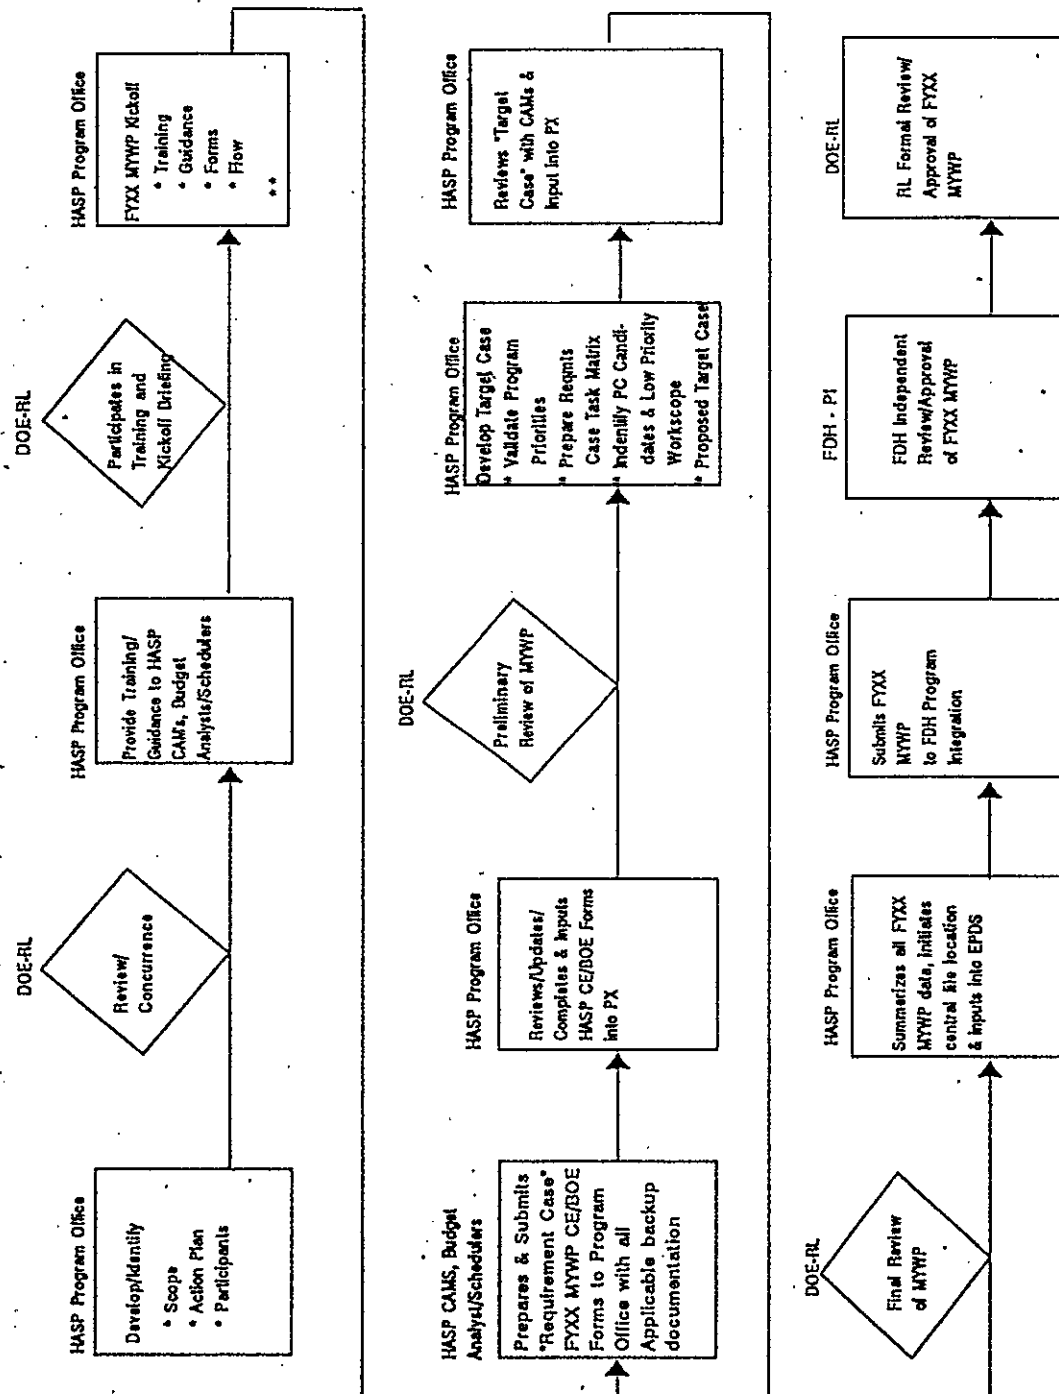 HASP Program Office
Develop/Identify
* Scope
* Action Plan
* Participants
DOE-RL
Review/
Concurrence
HASP Program Office
Provide Training/
Guidance to HASP
CAMs, Budget
Analysts/Schedulers
DOE-RL
Participates in
Training and
Kickoff Briefing
HASP Program Office
FYXX MYWP Kickoff
* Training
* Guidance
* Forms
* Flow
* *
HASP CAMS, Budget
Analyst/Schedulers
Prepares & Submits
"Requirement Case"
FYXX MYWP CE/BOE
Forms to Program
Office with all
Applicable backup
documentation
HASP Program Office
Reviews/Updates/
Completes & Inputs
HASP CE/BOE Forms
into PX
DOE-RL
Preliminary
Review of MYWP
HASP Program Office
Develop Target Case
* Validate Program
Priorities
* Prepare Reqmts
Case Task Matrix
* Indentify PC Candi-
dates & Low Priority
Workscope
* Proposed Target Case
HASP Program Office
Reviews "Target
Case" with CAMs &
Input into PX
DOE-RL
Final Review
of MYWP
HASP Program Office
Summerizes all FYXX
MYWP data, initiates
central file location
& inputs into EPDS
HASP Program Office
Submits FYXX
MYWP
to FDH Program
Integration
FDH - PI
FDH Independent
Review/Approval
of FYXX MYWP
DOE-RL
RL Formal Review/
Approval of FYXX
MYWP